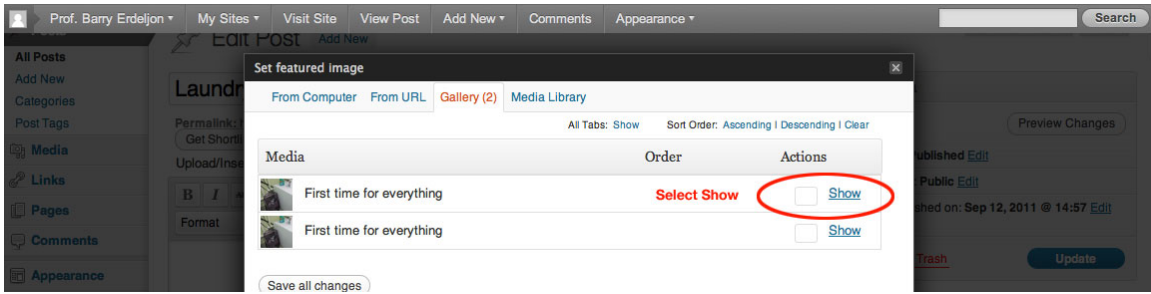 Prof. Barry Erdeljon My Sites Visit Site View Post Add New Comments Appearance Search
Posts
Edit Post Add New
All Posts
Add New
Categories
Post Tags
Media
Links
Pages
Comments
Appearance
Laundr
Permalink:
Get Shortli
Upload/Inse
B I
Format
Set featured image
From Computer From URL Gallery (2) Media Library
All Tabs: Show Sort Order: Ascending | Descending | Clear
Media Order Actions
First time for everything Select Show Show
First time for everything Show
Save all changes
Preview Changes
ublished Edit
Public Edit
shed on: Sep 12, 2011 @ 14:57 Edit
Trash Update